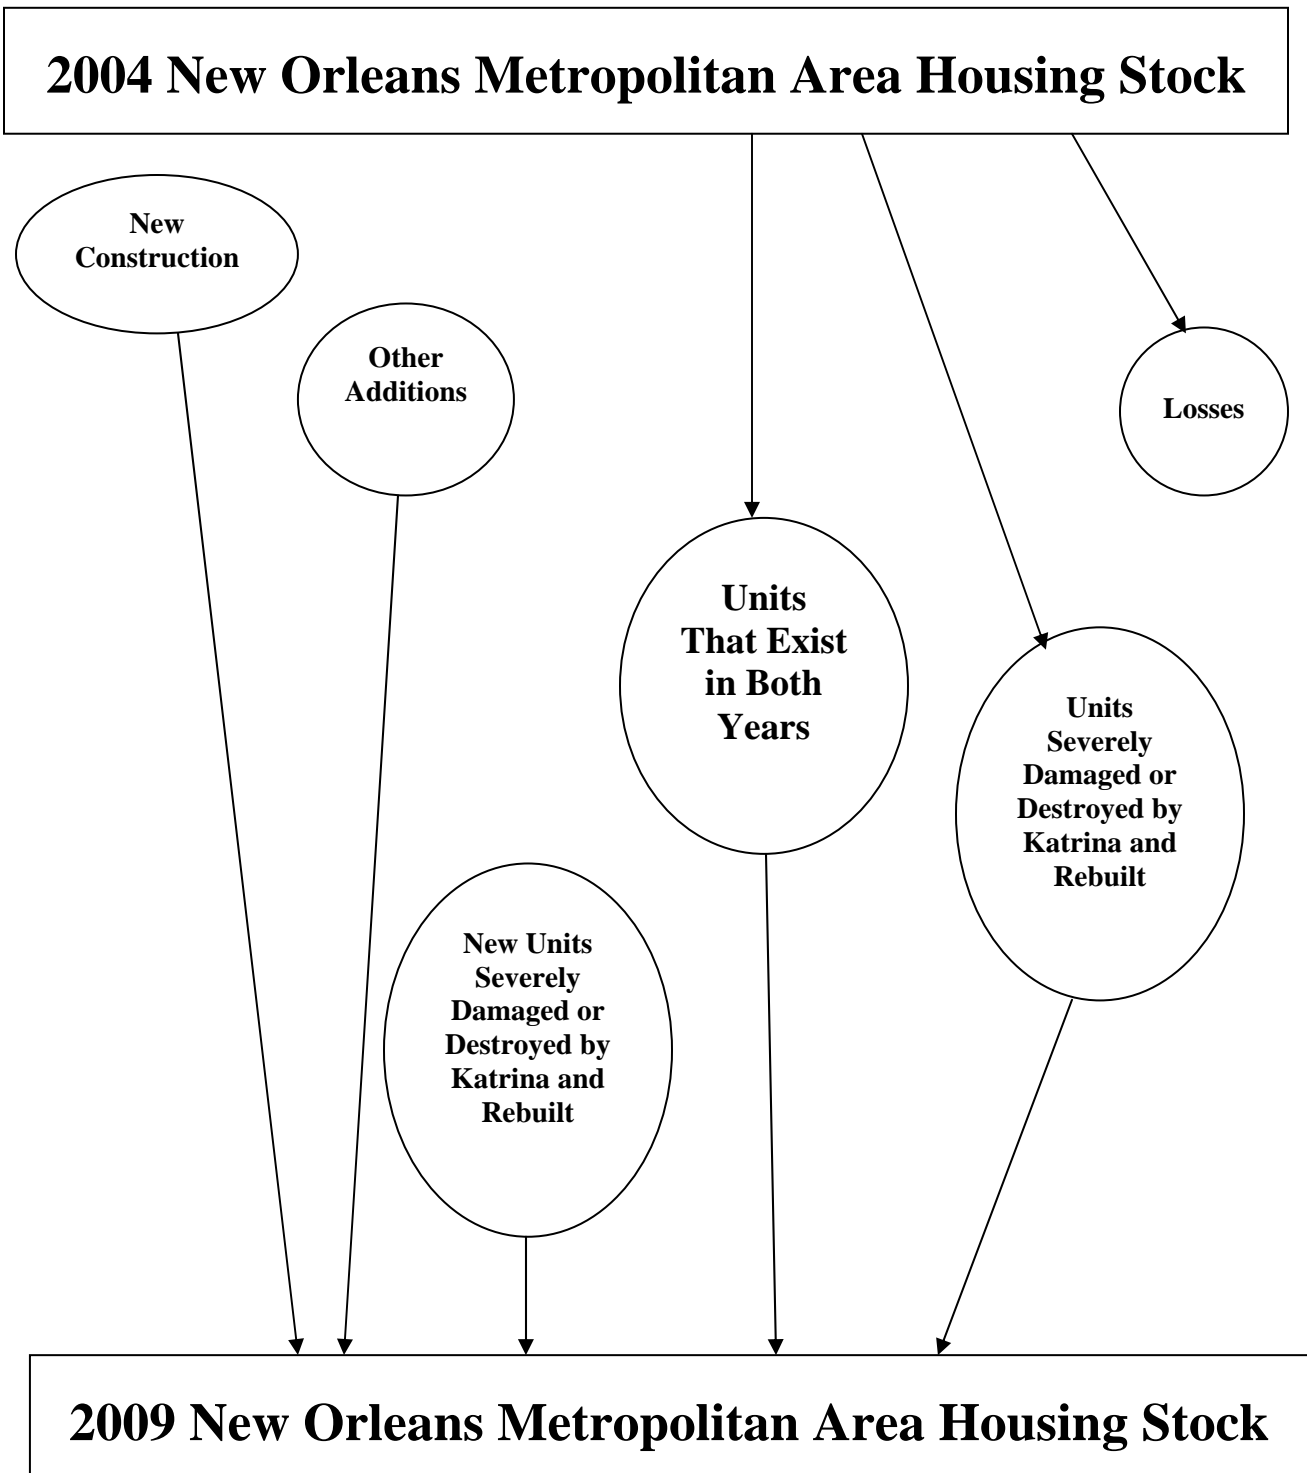 2004 New Orleans Metropolitan Area Housing Stock
New
Construction
Other
Additions
Losses
Units
That Exist
in Both
Years
Units
Severely
Damaged or
Destroyed by
Katrina and
Rebuilt
New Units
Severely
Damaged or
Destroyed by
Katrina and
Rebuilt
2009 New Orleans Metropolitan Area Housing Stock